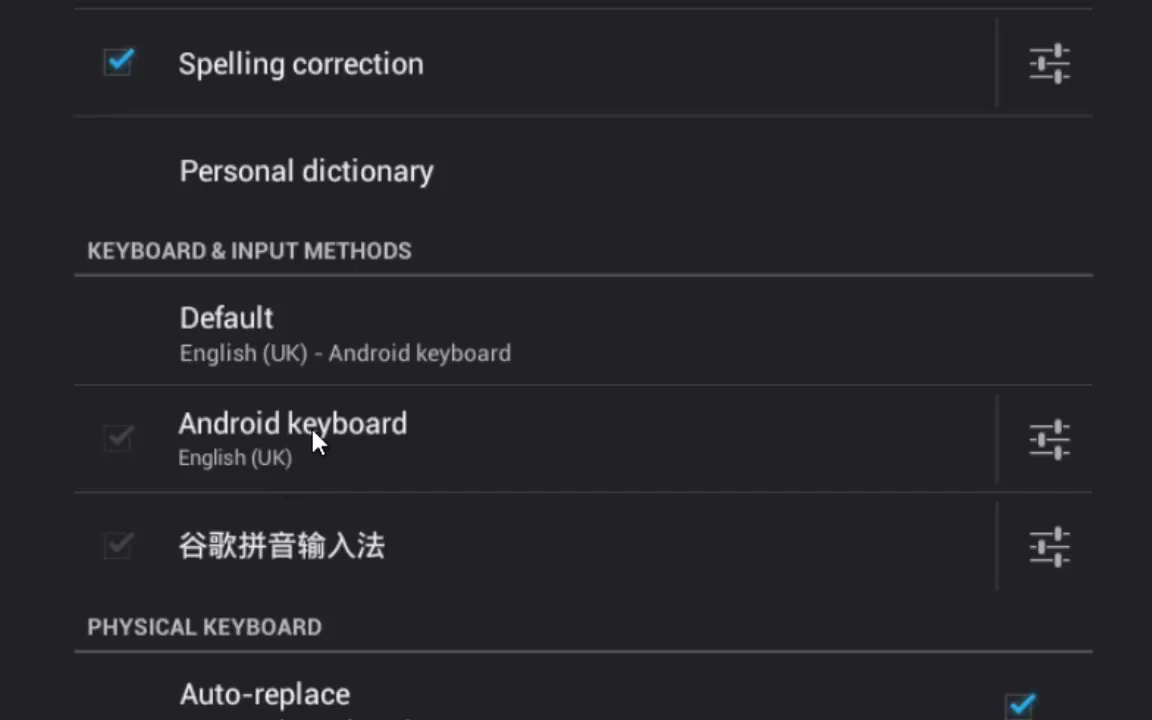 Spelling correction
Personal dictionary
KEYBOARD & INPUT METHODS
Default
English (UK) - Android keyboard
Android keyboard
English (UK)
谷歌拼音输入法
PHYSICAL KEYBOARD
Auto-replace